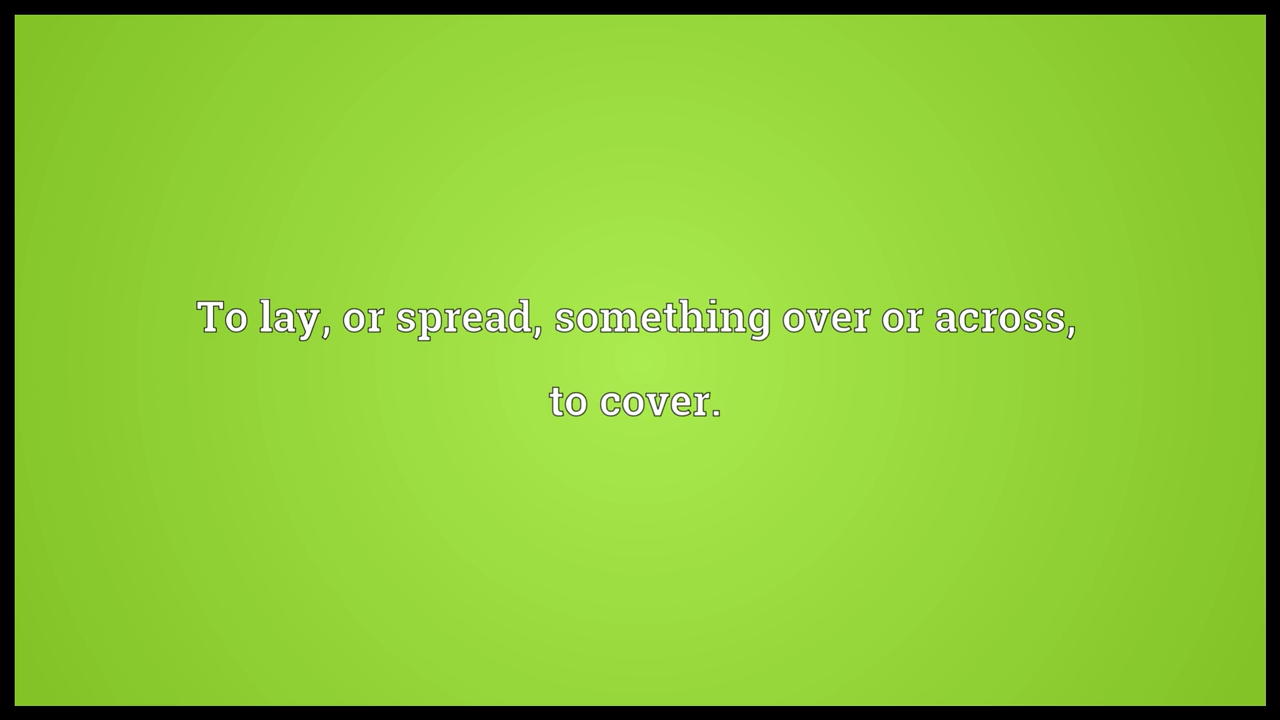 To lay, or spread, something over or across,
to cover.